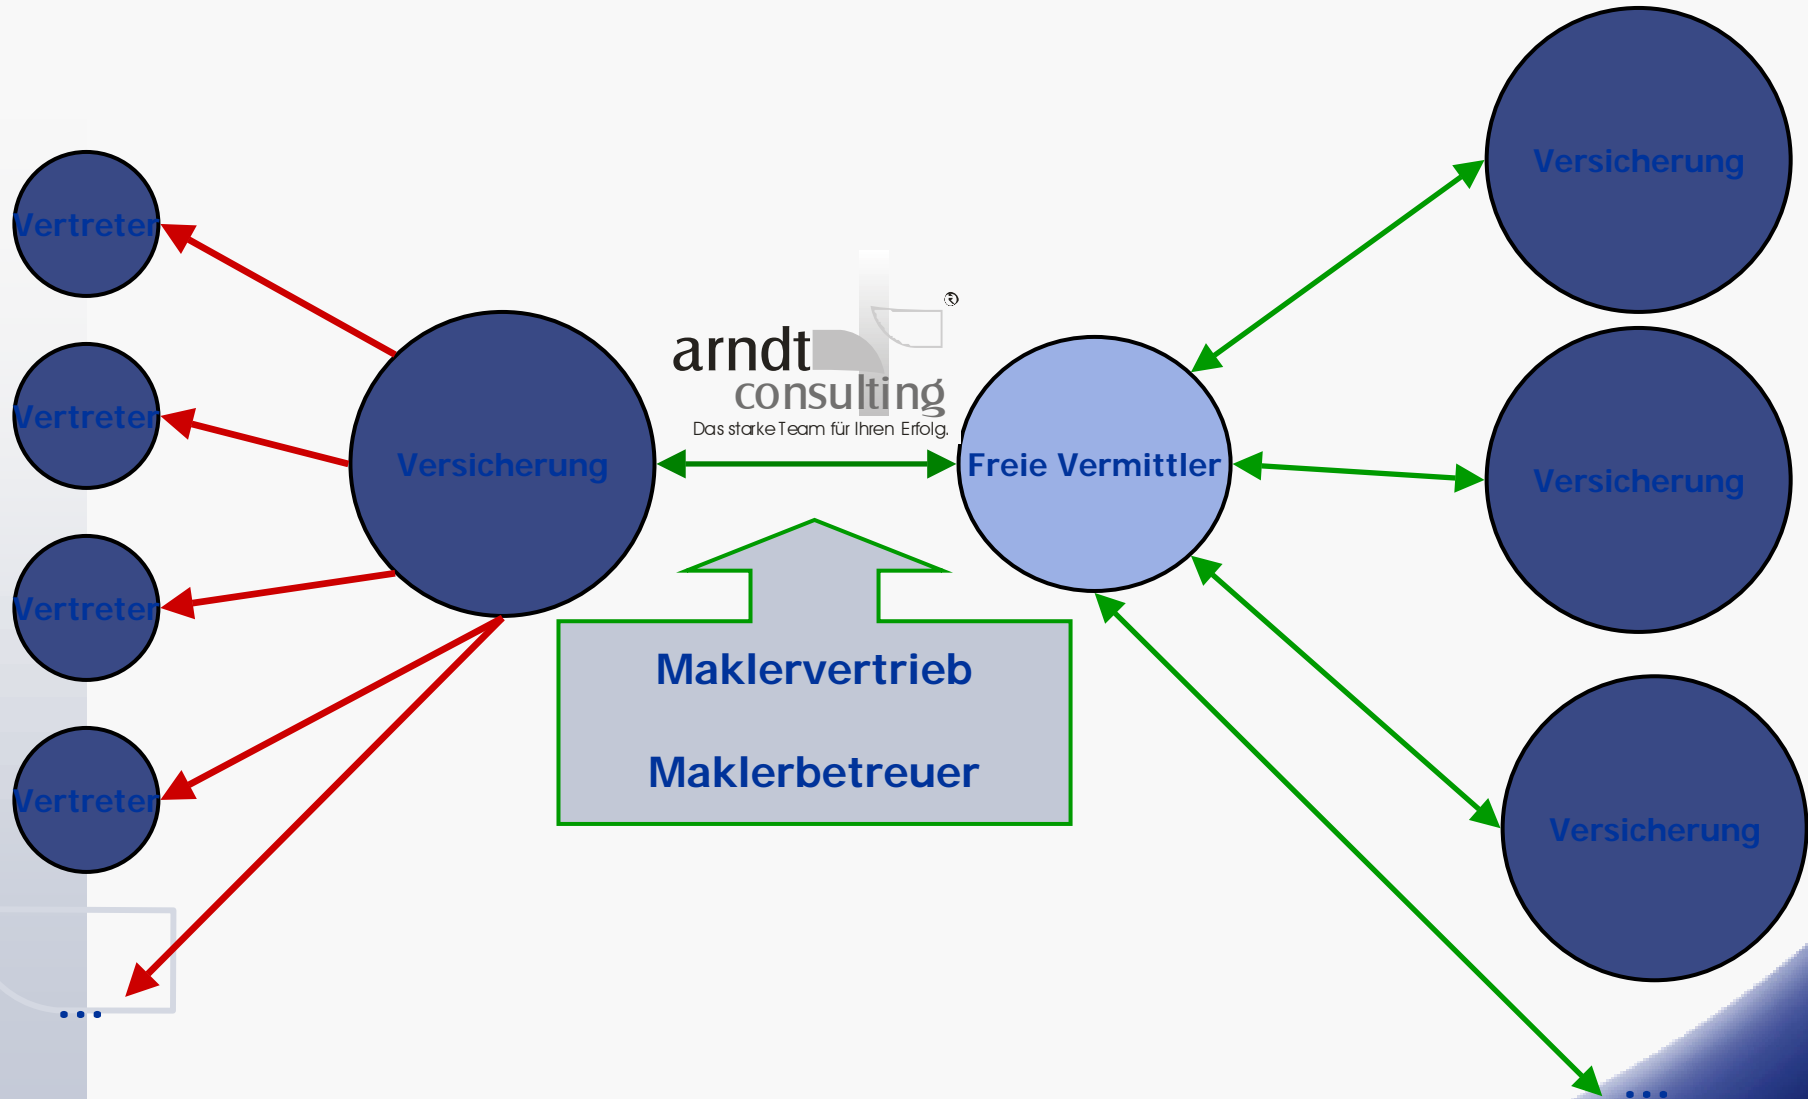 Vertreter
Vertreter
Vertreter
Vertreter
...
Versicherung
arndt
consulting
®
Das starke Team für Ihren Erfolg.
Freie Vermittler
Maklervertrieb
Maklerbetreuer
Versicherung
Versicherung
Versicherung
...